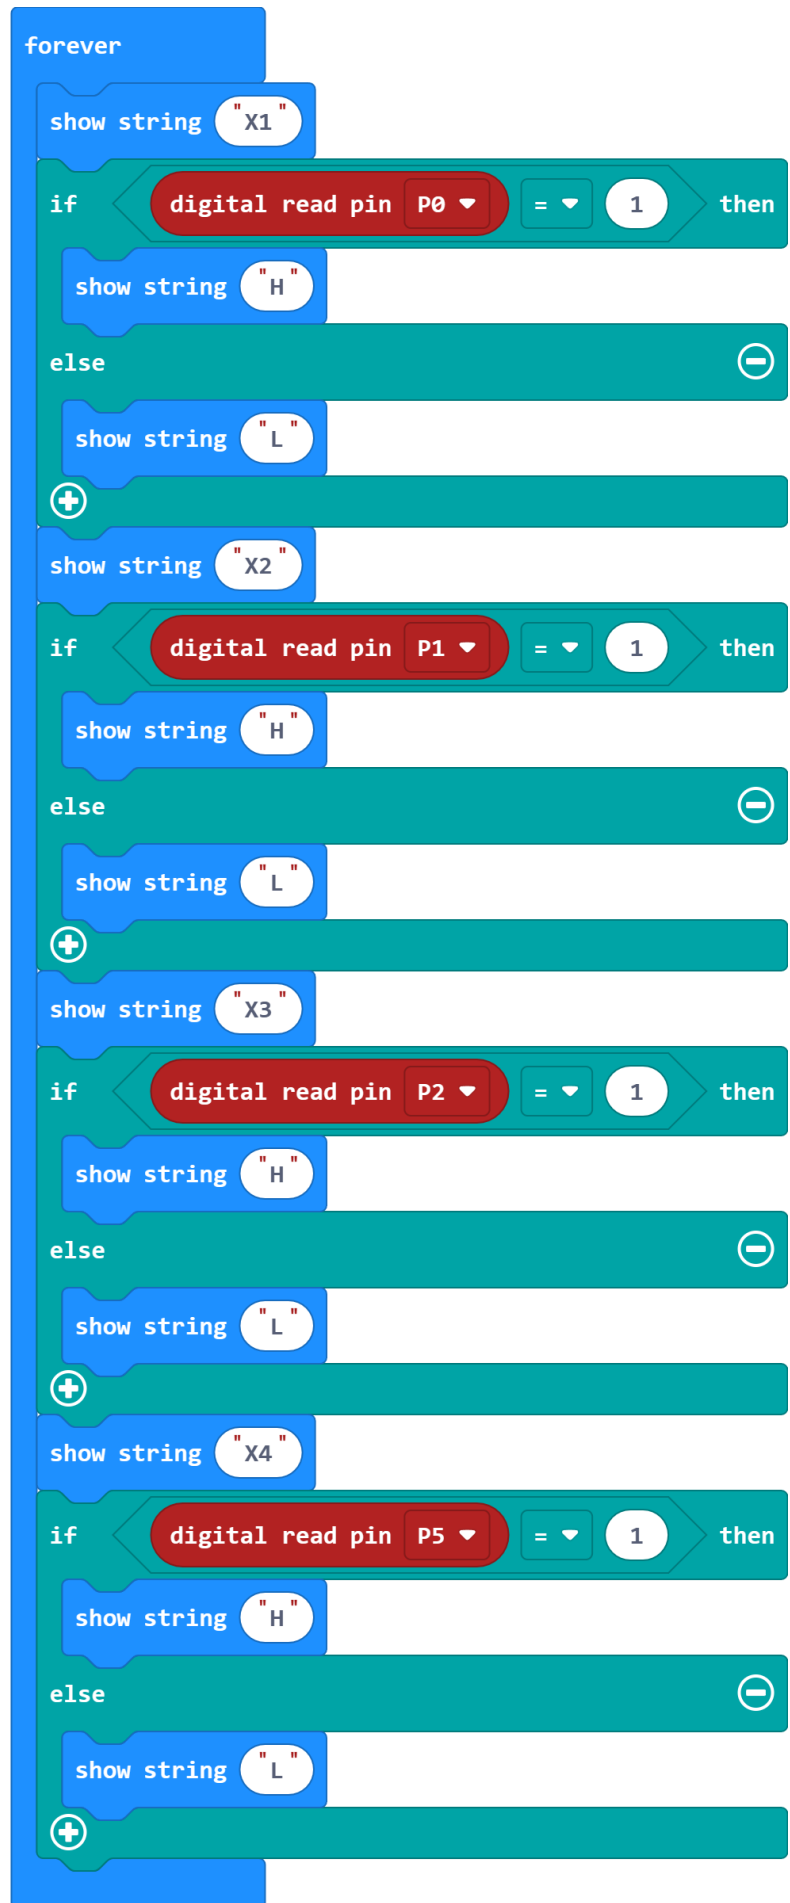 forever
show string "X1"
if digital read pin P0 = 1 then
show string "H"
else
show string "L"
show string "X2"
if digital read pin P1 = 1 then
show string "H"
else
show string "L"
show string "X3"
if digital read pin P2 = 1 then
show string "H"
else
show string "L"
show string "X4"
if digital read pin P5 = 1 then
show string "H"
else
show string "L"